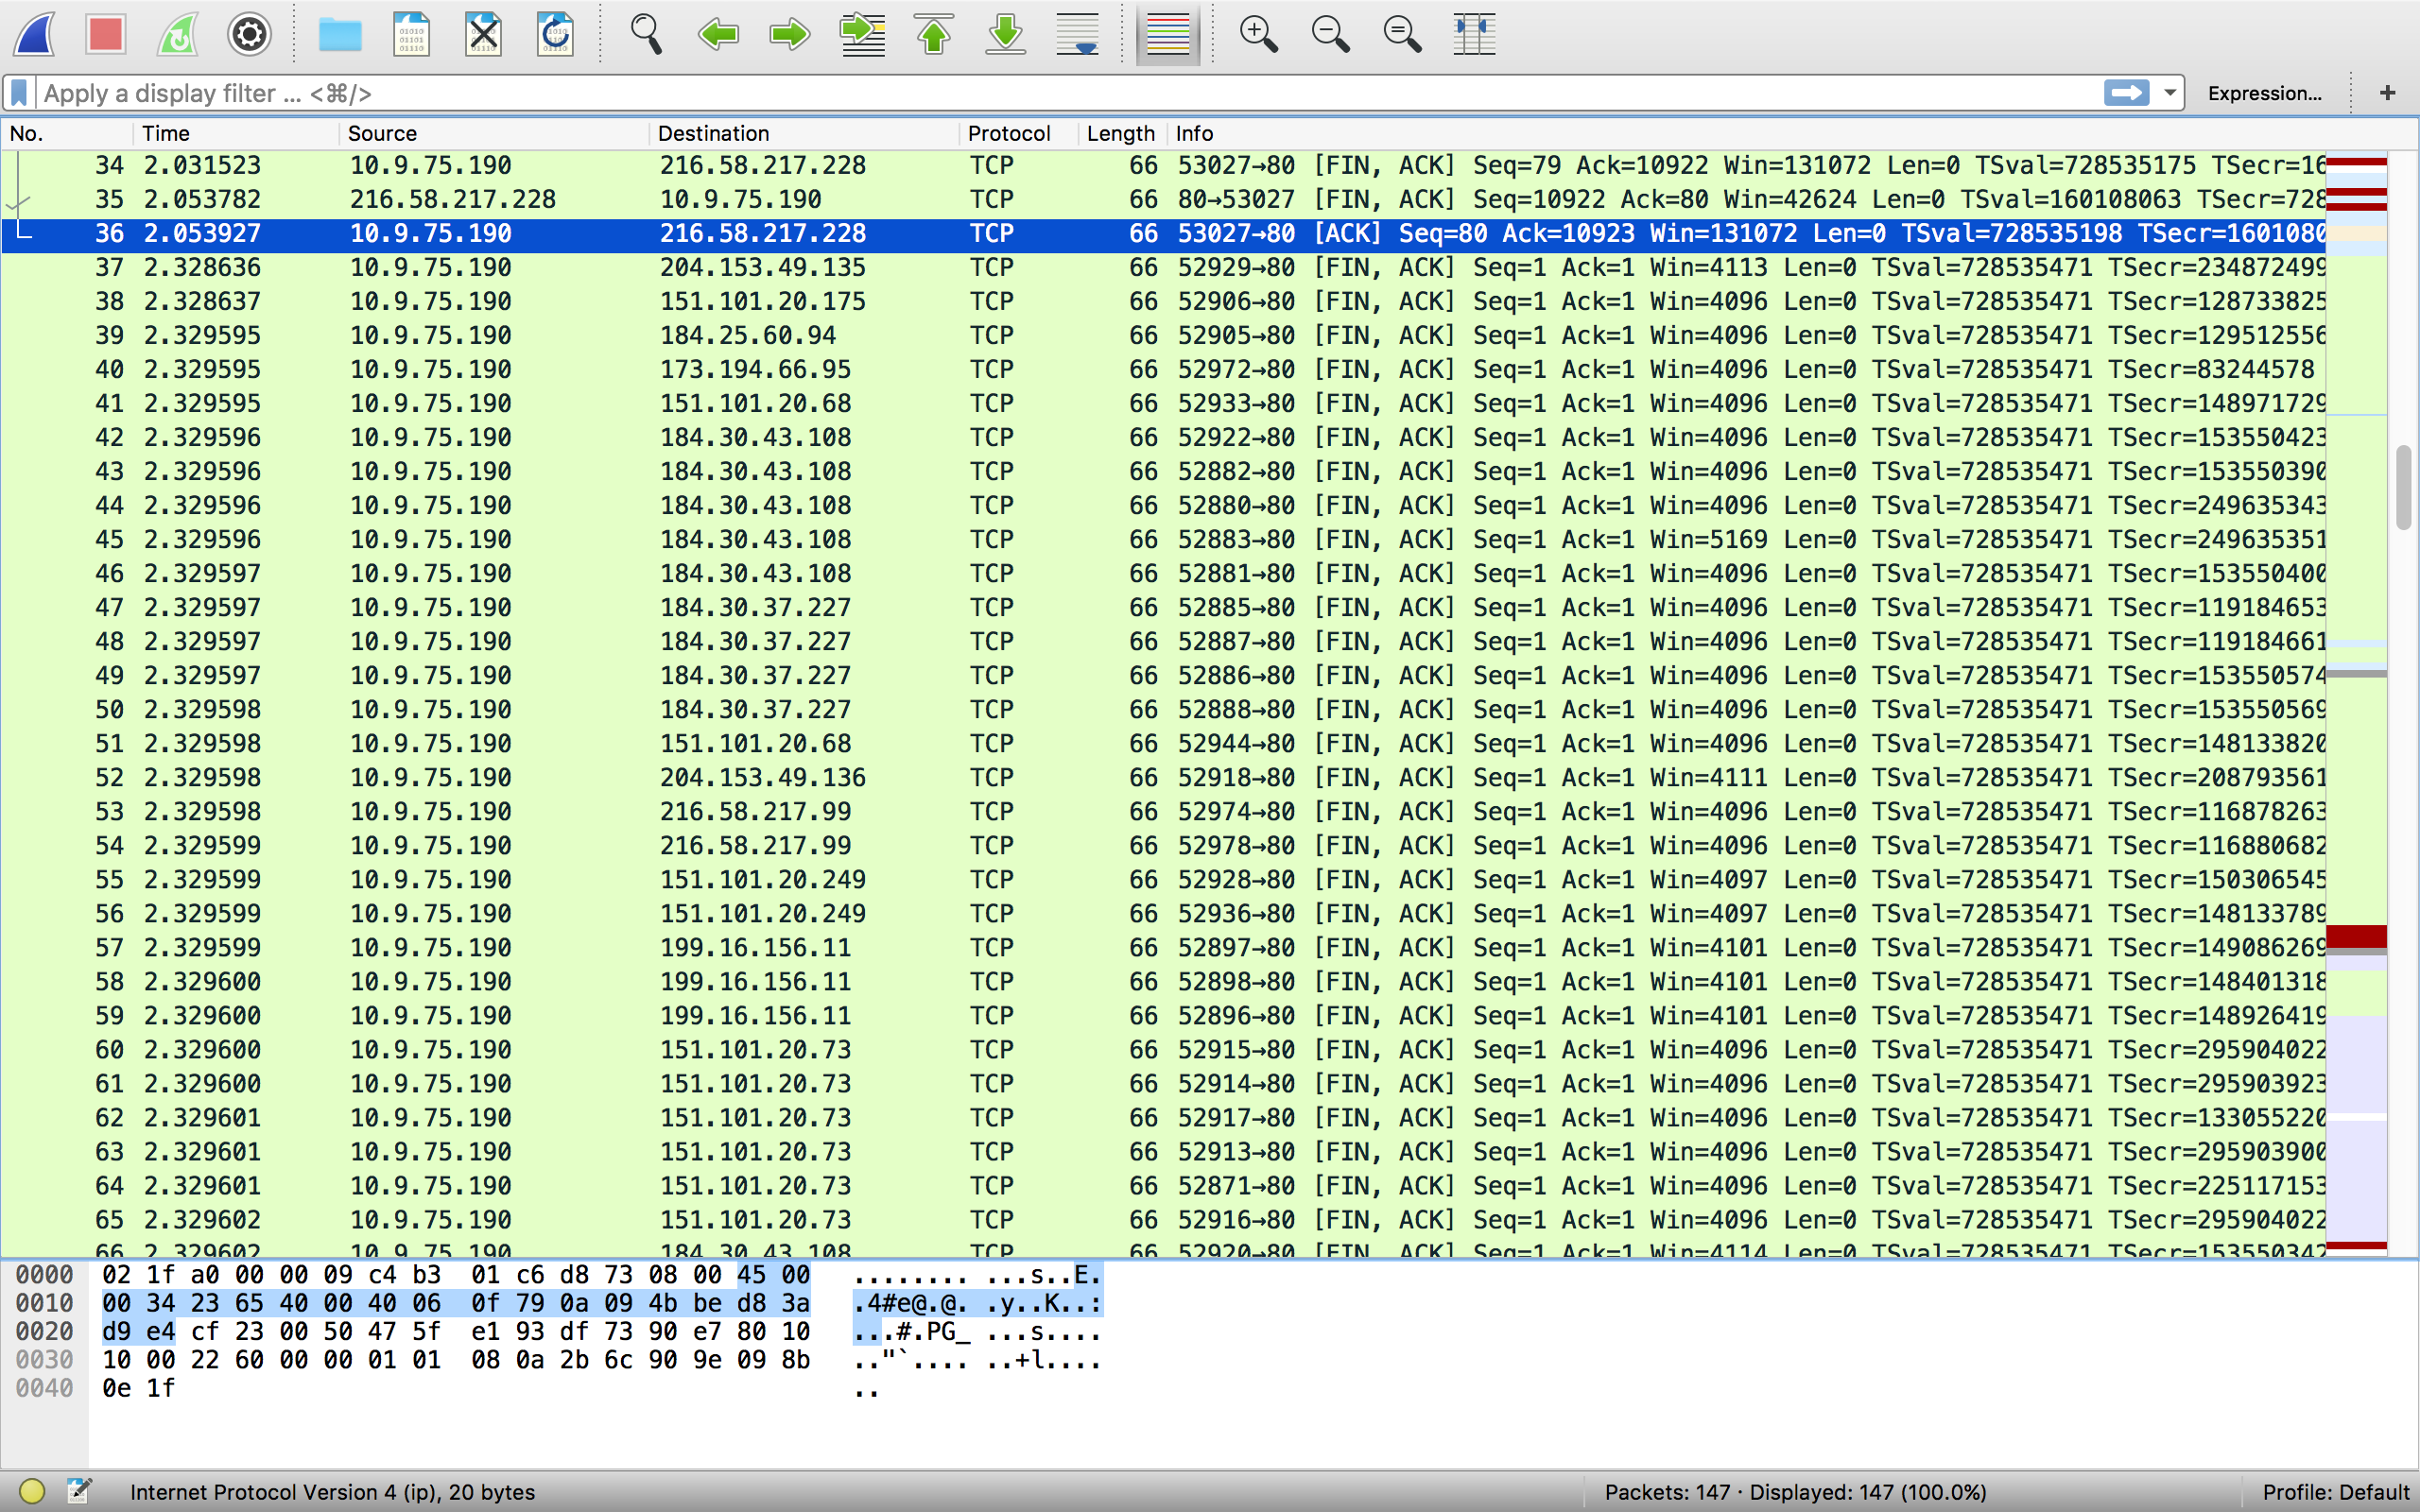 Apply a display filter ... <⌘/>
Expression...
+
No. Time Source Destination Protocol Length Info
34 2.031523 10.9.75.190 216.58.217.228 TCP 66 53027→80 [FIN, ACK] Seq=79 Ack=10922 Win=131072 Len=0 TSval=728535175 TSecr=16
35 2.053782 216.58.217.228 10.9.75.190 TCP 66 80→53027 [FIN, ACK] Seq=10922 Ack=80 Win=42624 Len=0 TSval=160108063 TSecr=728
36 2.053927 10.9.75.190 216.58.217.228 TCP 66 53027→80 [ACK] Seq=80 Ack=10923 Win=131072 Len=0 TSval=728535198 TSecr=1601080
37 2.328636 10.9.75.190 204.153.49.135 TCP 66 52929→80 [FIN, ACK] Seq=1 Ack=1 Win=4113 Len=0 TSval=728535471 TSecr=234872499
38 2.328637 10.9.75.190 151.101.20.175 TCP 66 52906→80 [FIN, ACK] Seq=1 Ack=1 Win=4096 Len=0 TSval=728535471 TSecr=128733825
39 2.329595 10.9.75.190 184.25.60.94 TCP 66 52905→80 [FIN, ACK] Seq=1 Ack=1 Win=4096 Len=0 TSval=728535471 TSecr=129512556
40 2.329595 10.9.75.190 173.194.66.95 TCP 66 52972→80 [FIN, ACK] Seq=1 Ack=1 Win=4096 Len=0 TSval=728535471 TSecr=83244578
41 2.329595 10.9.75.190 151.101.20.68 TCP 66 52933→80 [FIN, ACK] Seq=1 Ack=1 Win=4096 Len=0 TSval=728535471 TSecr=148971729
42 2.329596 10.9.75.190 184.30.43.108 TCP 66 52922→80 [FIN, ACK] Seq=1 Ack=1 Win=4096 Len=0 TSval=728535471 TSecr=153550423
43 2.329596 10.9.75.190 184.30.43.108 TCP 66 52882→80 [FIN, ACK] Seq=1 Ack=1 Win=4096 Len=0 TSval=728535471 TSecr=153550390
44 2.329596 10.9.75.190 184.30.43.108 TCP 66 52880→80 [FIN, ACK] Seq=1 Ack=1 Win=4096 Len=0 TSval=728535471 TSecr=249635343
45 2.329596 10.9.75.190 184.30.43.108 TCP 66 52883→80 [FIN, ACK] Seq=1 Ack=1 Win=5169 Len=0 TSval=728535471 TSecr=249635351
46 2.329597 10.9.75.190 184.30.43.108 TCP 66 52881→80 [FIN, ACK] Seq=1 Ack=1 Win=4096 Len=0 TSval=728535471 TSecr=153550400
47 2.329597 10.9.75.190 184.30.37.227 TCP 66 52885→80 [FIN, ACK] Seq=1 Ack=1 Win=4096 Len=0 TSval=728535471 TSecr=119184653
48 2.329597 10.9.75.190 184.30.37.227 TCP 66 52887→80 [FIN, ACK] Seq=1 Ack=1 Win=4096 Len=0 TSval=728535471 TSecr=119184661
49 2.329597 10.9.75.190 184.30.37.227 TCP 66 52886→80 [FIN, ACK] Seq=1 Ack=1 Win=4096 Len=0 TSval=728535471 TSecr=153550574
50 2.329598 10.9.75.190 184.30.37.227 TCP 66 52888→80 [FIN, ACK] Seq=1 Ack=1 Win=4096 Len=0 TSval=728535471 TSecr=153550569
51 2.329598 10.9.75.190 151.101.20.68 TCP 66 52944→80 [FIN, ACK] Seq=1 Ack=1 Win=4096 Len=0 TSval=728535471 TSecr=148133820
52 2.329598 10.9.75.190 204.153.49.136 TCP 66 52918→80 [FIN, ACK] Seq=1 Ack=1 Win=4111 Len=0 TSval=728535471 TSecr=208793561
53 2.329598 10.9.75.190 216.58.217.99 TCP 66 52974→80 [FIN, ACK] Seq=1 Ack=1 Win=4096 Len=0 TSval=728535471 TSecr=116878263
54 2.329599 10.9.75.190 216.58.217.99 TCP 66 52978→80 [FIN, ACK] Seq=1 Ack=1 Win=4096 Len=0 TSval=728535471 TSecr=116880682
55 2.329599 10.9.75.190 151.101.20.249 TCP 66 52928→80 [FIN, ACK] Seq=1 Ack=1 Win=4097 Len=0 TSval=728535471 TSecr=150306545
56 2.329599 10.9.75.190 151.101.20.249 TCP 66 52936→80 [FIN, ACK] Seq=1 Ack=1 Win=4097 Len=0 TSval=728535471 TSecr=148133789
57 2.329599 10.9.75.190 199.16.156.11 TCP 66 52897→80 [FIN, ACK] Seq=1 Ack=1 Win=4101 Len=0 TSval=728535471 TSecr=149086269
58 2.329600 10.9.75.190 199.16.156.11 TCP 66 52898→80 [FIN, ACK] Seq=1 Ack=1 Win=4101 Len=0 TSval=728535471 TSecr=148401318
59 2.329600 10.9.75.190 199.16.156.11 TCP 66 52896→80 [FIN, ACK] Seq=1 Ack=1 Win=4101 Len=0 TSval=728535471 TSecr=148926419
60 2.329600 10.9.75.190 151.101.20.73 TCP 66 52915→80 [FIN, ACK] Seq=1 Ack=1 Win=4096 Len=0 TSval=728535471 TSecr=295904022
61 2.329600 10.9.75.190 151.101.20.73 TCP 66 52914→80 [FIN, ACK] Seq=1 Ack=1 Win=4096 Len=0 TSval=728535471 TSecr=295903923
62 2.329601 10.9.75.190 151.101.20.73 TCP 66 52917→80 [FIN, ACK] Seq=1 Ack=1 Win=4096 Len=0 TSval=728535471 TSecr=133055220
63 2.329601 10.9.75.190 151.101.20.73 TCP 66 52913→80 [FIN, ACK] Seq=1 Ack=1 Win=4096 Len=0 TSval=728535471 TSecr=295903900
64 2.329601 10.9.75.190 151.101.20.73 TCP 66 52871→80 [FIN, ACK] Seq=1 Ack=1 Win=4096 Len=0 TSval=728535471 TSecr=225117153
65 2.329602 10.9.75.190 151.101.20.73 TCP 66 52916→80 [FIN, ACK] Seq=1 Ack=1 Win=4096 Len=0 TSval=728535471 TSecr=295904022
66 2.329602 10.9.75.190 184.30.43.108 TCP 66 52920→80 [FIN, ACK] Seq=1 Ack=1 Win=4114 Len=0 TSval=728535471 TSecr=153550342
0000 02 1f a0 00 00 09 c4 b3 01 c6 d8 73 08 00 45 00 ........ ...s..E.
0010 00 34 23 65 40 00 40 06 0f 79 0a 09 4b be d8 3a .4#e@.@. .y..K..:
0020 d9 e4 cf 23 00 50 47 5f e1 93 df 73 90 e7 80 10 ...#.PG_ ...s....
0030 10 00 22 60 00 00 01 01 08 0a 2b 6c 90 9e 09 8b .."`.... ..+l....
0040 0e 1f ..
Internet Protocol Version 4 (ip), 20 bytes
Packets: 147 · Displayed: 147 (100.0%)
Profile: Default